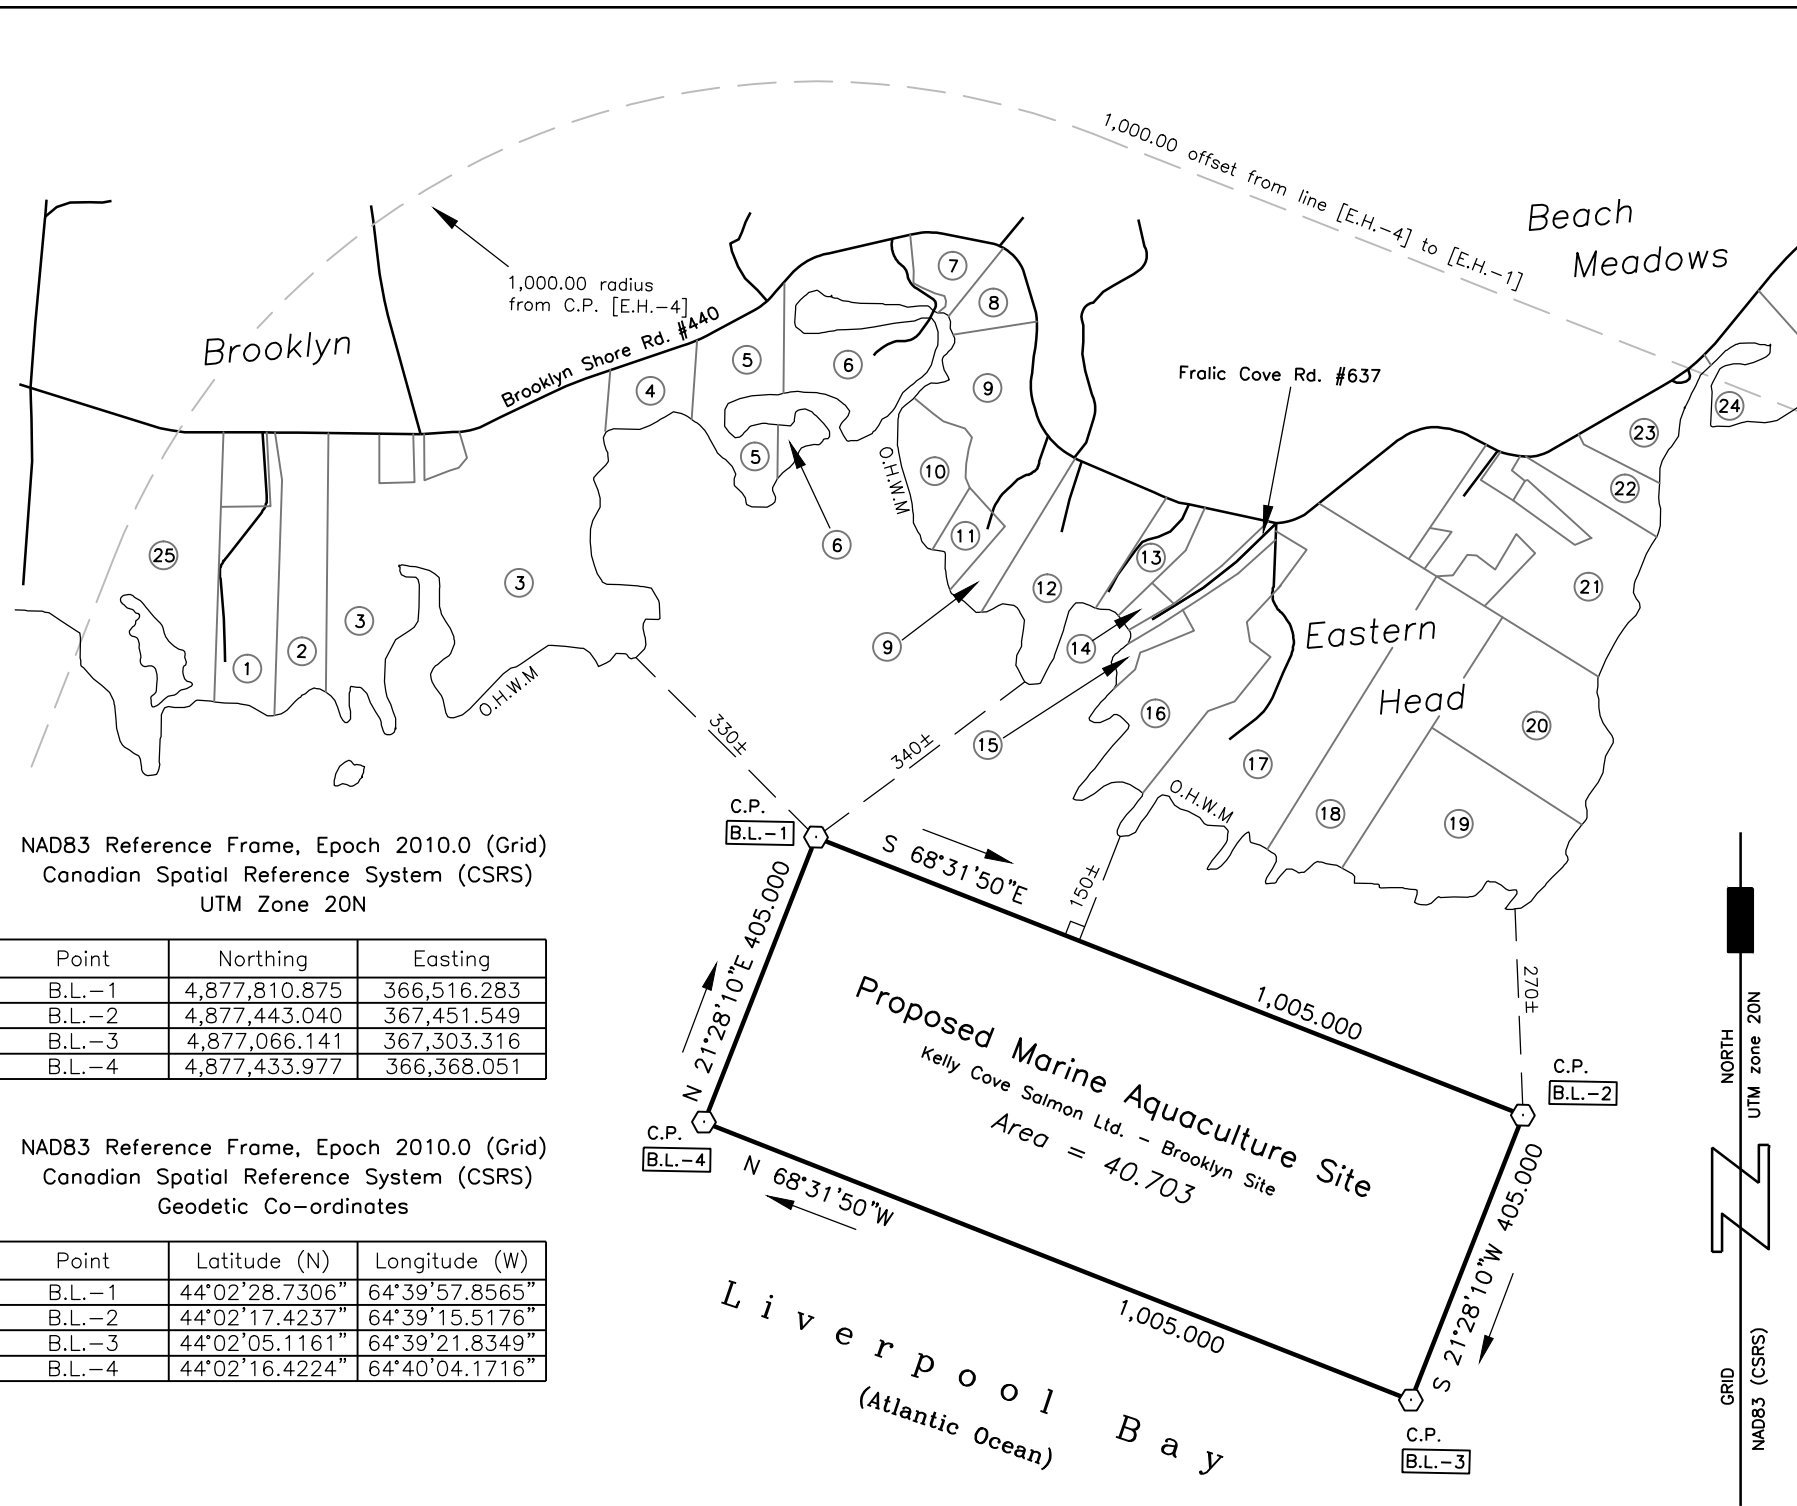 1,000.00 offset from line [E.H.-4] to [E.H.-1]
Beach
Meadows
1,000.00 radius
from C.P. [E.H.-4]
Brooklyn
Brooklyn Shore Rd. #440
Fralic Cove Rd. #637
7
8
5
6
4
9
24
23
22
5
10
O.H.W.M
11
6
25
3
13
12
21
3
2
1
9
14
Eastern
Head
O.H.W.M
16
15
20
17
18
19
O.H.W.M
330±
340±
150±
270±
C.P.
B.L.-1
S 68°31'50"E
1,005.000
C.P.
B.L.-2
N 21°28'10"E 405.000
S 21°28'10"W 405.000
C.P.
B.L.-4
N 68°31'50"W
1,005.000
C.P.
B.L.-3
Proposed Marine Aquaculture Site
Kelly Cove Salmon Ltd. - Brooklyn Site
Area = 40.703
Liverpool Bay
(Atlantic Ocean)
NAD83 Reference Frame, Epoch 2010.0 (Grid)
Canadian Spatial Reference System (CSRS)
UTM Zone 20N
Point Northing Easting
B.L.-1 4,877,810.875 366,516.283
B.L.-2 4,877,443.040 367,451.549
B.L.-3 4,877,066.141 367,303.316
B.L.-4 4,877,433.977 366,368.051
NAD83 Reference Frame, Epoch 2010.0 (Grid)
Canadian Spatial Reference System (CSRS)
Geodetic Co-ordinates
Point Latitude (N) Longitude (W)
B.L.-1 44°02'28.7306" 64°39'57.8565"
B.L.-2 44°02'17.4237" 64°39'15.5176"
B.L.-3 44°02'05.1161" 64°39'21.8349"
B.L.-4 44°02'16.4224" 64°40'04.1716"
GRID NORTH
NAD83 (CSRS) UTM zone 20N